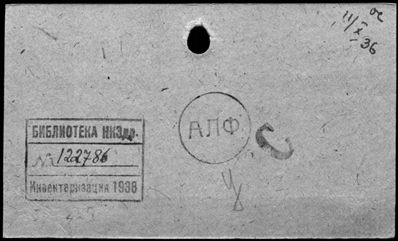 11/X 36
БИБЛИОТЕКА НКЗдр.
№ 122786
Инвентаризация 1938
АЛФ
С